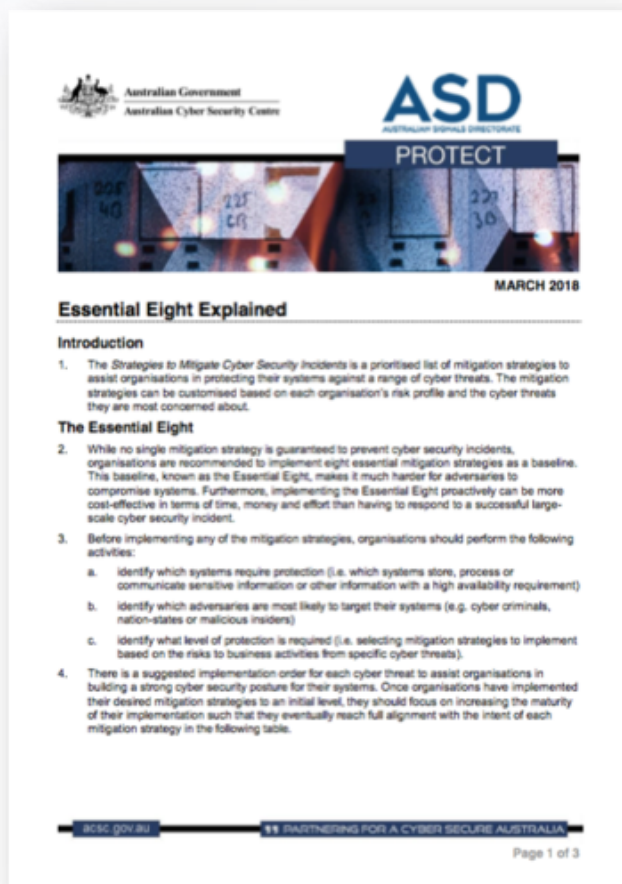 Australian Government
Australian Cyber Security Centre
ASD
AUSTRALIAN SIGNALS DIRECTORATE
PROTECT
MARCH 2018
Essential Eight Explained
Introduction
1. The Strategies to Mitigate Cyber Security Incidents is a prioritised list of mitigation strategies to
assist organisations in protecting their systems against a range of cyber threats. The mitigation
strategies can be customised based on each organisation's risk profile and the cyber threats
they are most concerned about.
The Essential Eight
2. While no single mitigation strategy is guaranteed to prevent cyber security incidents,
organisations are recommended to implement eight essential mitigation strategies as a baseline.
This baseline, known as the Essential Eight, makes it much harder for adversaries to
compromise systems. Furthermore, implementing the Essential Eight proactively can be more
cost-effective in terms of time, money and effort than having to respond to a successful large-
scale cyber security incident.
3. Before implementing any of the mitigation strategies, organisations should perform the following
activities:
a. identify which systems require protection (i.e. which systems store, process or
communicate sensitive information or other information with a high availability requirement)
b. identify which adversaries are most likely to target their systems (e.g. cyber criminals,
nation-states or malicious insiders)
c. identify what level of protection is required (i.e. selecting mitigation strategies to implement
based on the risks to business activities from specific cyber threats).
4. There is a suggested implementation order for each cyber threat to assist organisations in
building a strong cyber security posture for their systems. Once organisations have implemented
their desired mitigation strategies to an initial level, they should focus on increasing the maturity
of their implementation such that they eventually reach full alignment with the intent of each
mitigation strategy in the following table.
acsc.gov.au
PARTNERING FOR A CYBER SECURE AUSTRALIA
Page 1 of 3